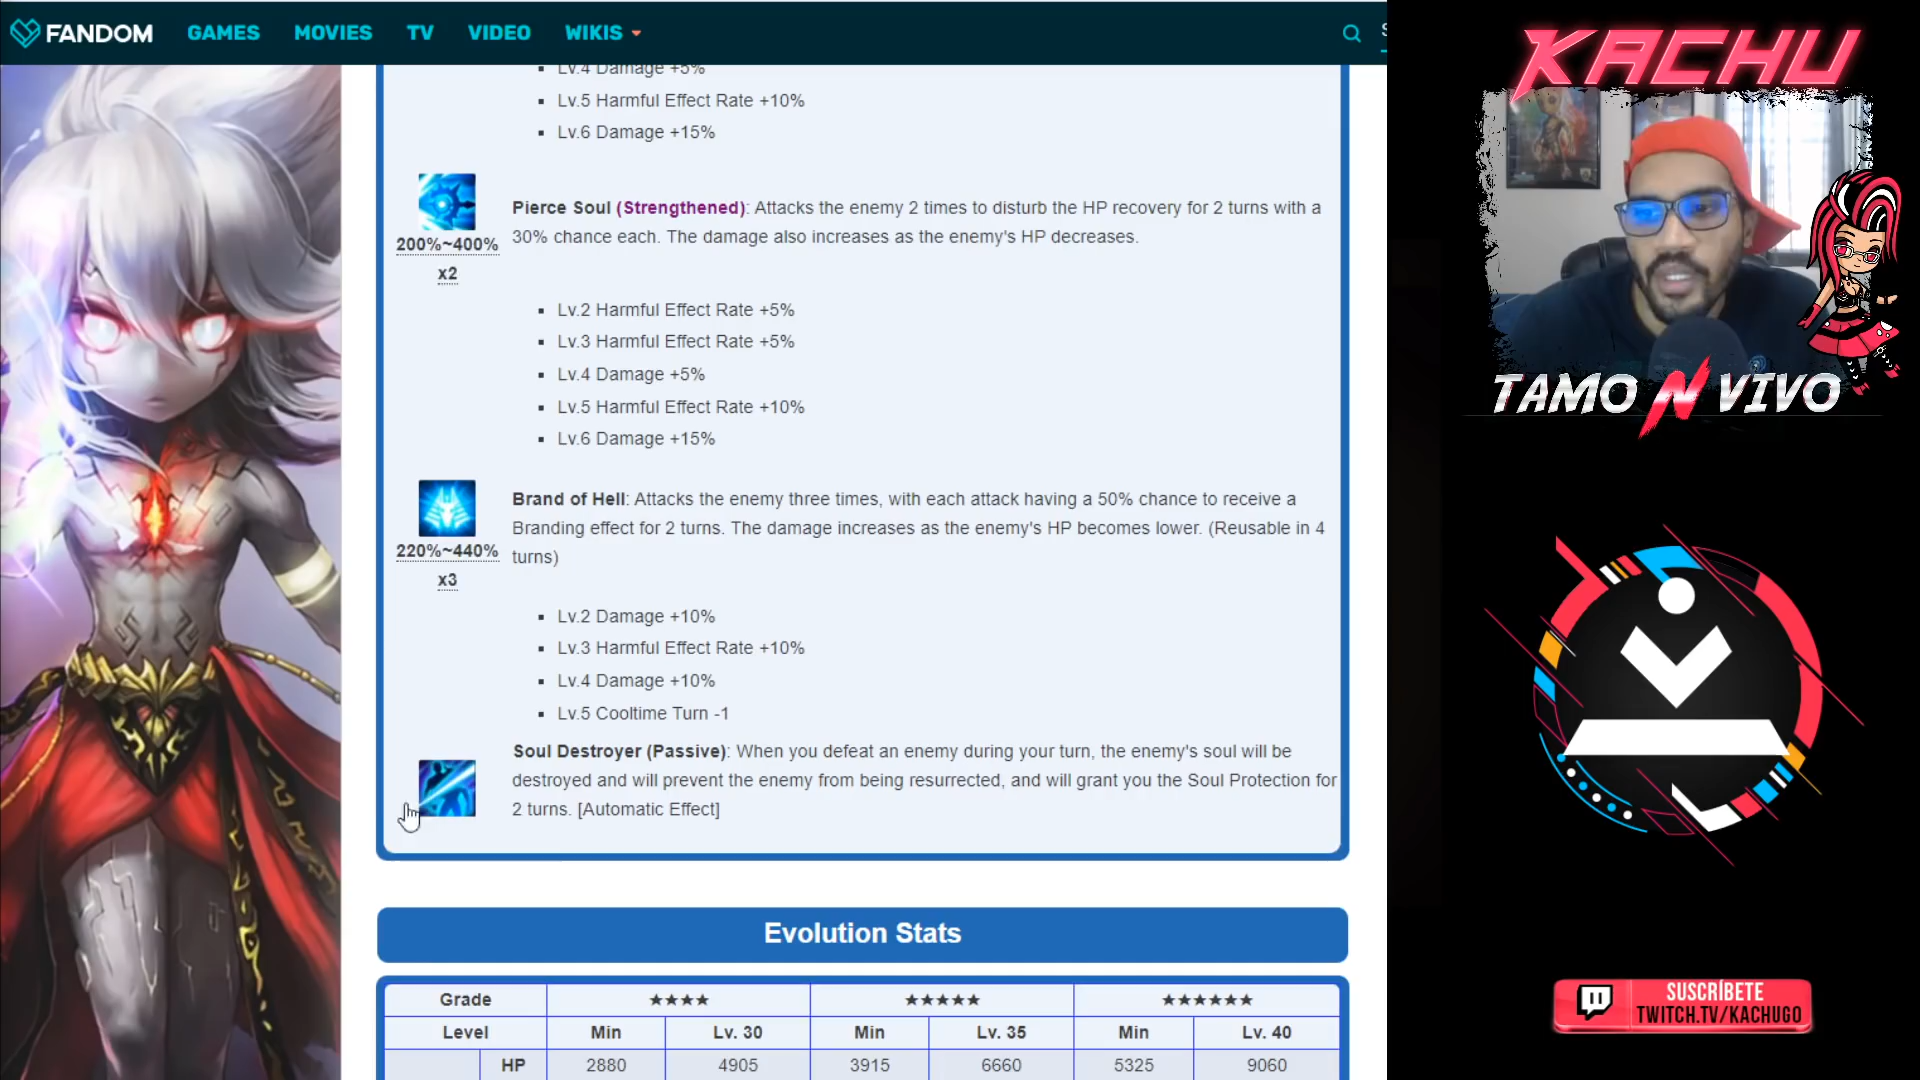 FANDOM GAMES MOVIES TV VIDEO WIKIS
Lv.4 Damage +5%
Lv.5 Harmful Effect Rate +10%
Lv.6 Damage +15%
Pierce Soul (Strengthened): Attacks the enemy 2 times to disturb the HP recovery for 2 turns with a
30% chance each. The damage also increases as the enemy's HP decreases.
200%~400%
x2
Lv.2 Harmful Effect Rate +5%
Lv.3 Harmful Effect Rate +5%
Lv.4 Damage +5%
Lv.5 Harmful Effect Rate +10%
Lv.6 Damage +15%
Brand of Hell: Attacks the enemy three times, with each attack having a 50% chance to receive a
Branding effect for 2 turns. The damage increases as the enemy's HP becomes lower. (Reusable in 4
turns)
220%~440%
x3
Lv.2 Damage +10%
Lv.3 Harmful Effect Rate +10%
Lv.4 Damage +10%
Lv.5 Cooltime Turn -1
Soul Destroyer (Passive): When you defeat an enemy during your turn, the enemy's soul will be
destroyed and will prevent the enemy from being resurrected, and will grant you the Soul Protection for
2 turns. [Automatic Effect]
Evolution Stats
Grade ★★★★ ★★★★★ ★★★★★★
Level Min Lv. 30 Min Lv. 35 Min Lv. 40
HP 2880 4905 3915 6660 5325 9060
KACHU
TAMO N VIVO
SUSCRÍBETE
TWITCH.TV/KACHUGO